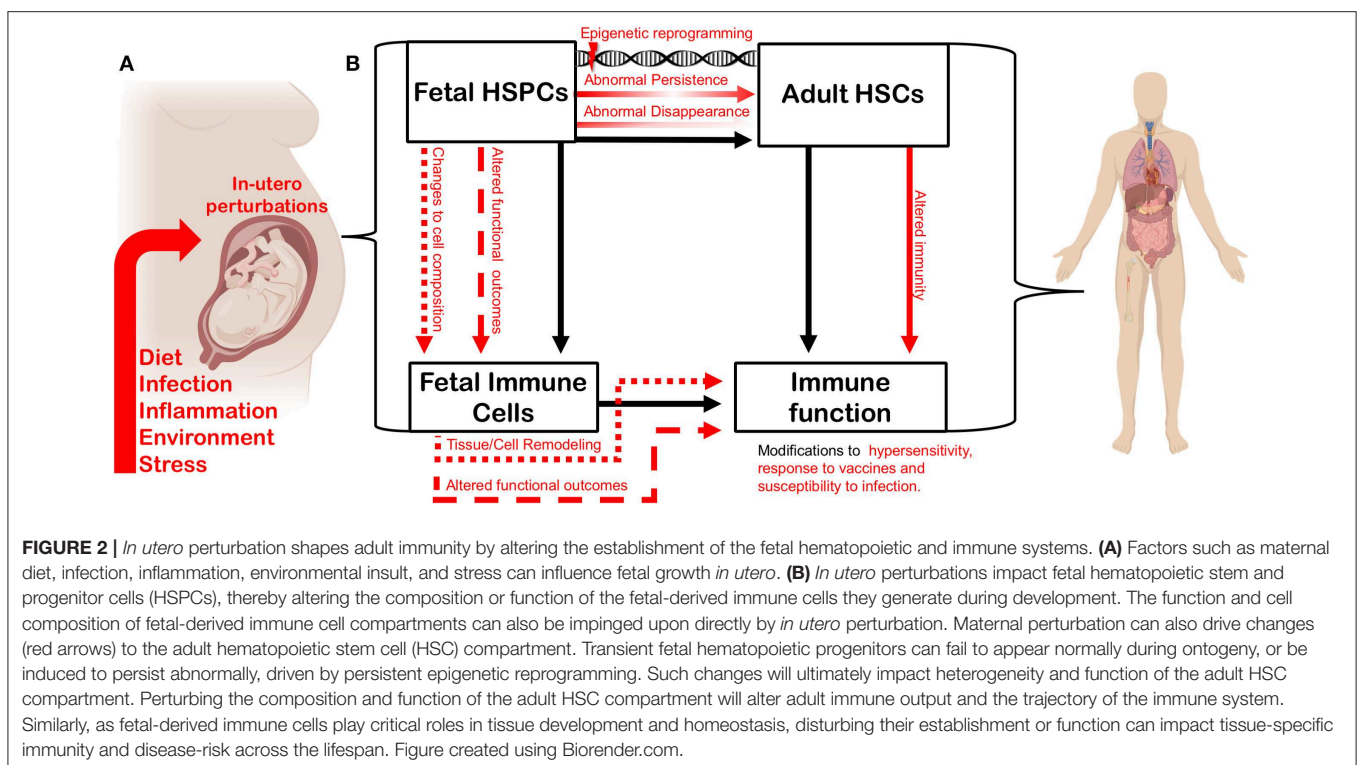 A
B
In-utero
perturbations
Diet
Infection
Inflammation
Environment
Stress
Epigenetic reprogramming
Fetal HSPCs
Abnormal Persistence
Abnormal Disappearance
Adult HSCs
Changes to cell composition
Altered functional outcomes
Altered immunity
Fetal Immune
Cells
Immune
function
Tissue/Cell Remodeling
Altered functional outcomes
Modifications to hypersensitivity,
response to vaccines and
susceptibility to infection.
FIGURE 2 | In utero perturbation shapes adult immunity by altering the establishment of the fetal hematopoietic and immune systems. (A) Factors such as maternal
diet, infection, inflammation, environmental insult, and stress can influence fetal growth in utero. (B) In utero perturbations impact fetal hematopoietic stem and
progenitor cells (HSPCs), thereby altering the composition or function of the fetal-derived immune cells they generate during development. The function and cell
composition of fetal-derived immune cell compartments can also be impinged upon directly by in utero perturbation. Maternal perturbation can also drive changes
(red arrows) to the adult hematopoietic stem cell (HSC) compartment. Transient fetal hematopoietic progenitors can fail to appear normally during ontogeny, or be
induced to persist abnormally, driven by persistent epigenetic reprogramming. Such changes will ultimately impact heterogeneity and function of the adult HSC
compartment. Perturbing the composition and function of the adult HSC compartment will alter adult immune output and the trajectory of the immune system.
Similarly, as fetal-derived immune cells play critical roles in tissue development and homeostasis, disturbing their establishment or function can impact tissue-specific
immunity and disease-risk across the lifespan. Figure created using Biorender.com.